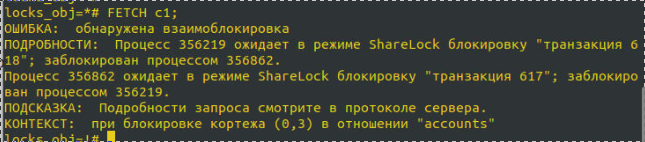 locks_obj=*# FETCH c1;
ОШИБКА:  обнаружена взаимоблокировка
ПОДРОБНОСТИ:  Процесс 356219 ожидает в режиме ShareLock блокировку "транзакция 6
18"; заблокирован процессом 356862.
Процесс 356862 ожидает в режиме ShareLock блокировку "транзакция 617"; заблокиро
ван процессом 356219.
ПОДСКАЗКА:  Подробности запроса смотрите в протоколе сервера.
КОНТЕКСТ:  при блокировке кортежа (0,3) в отношении "accounts"
locks_obj=!#